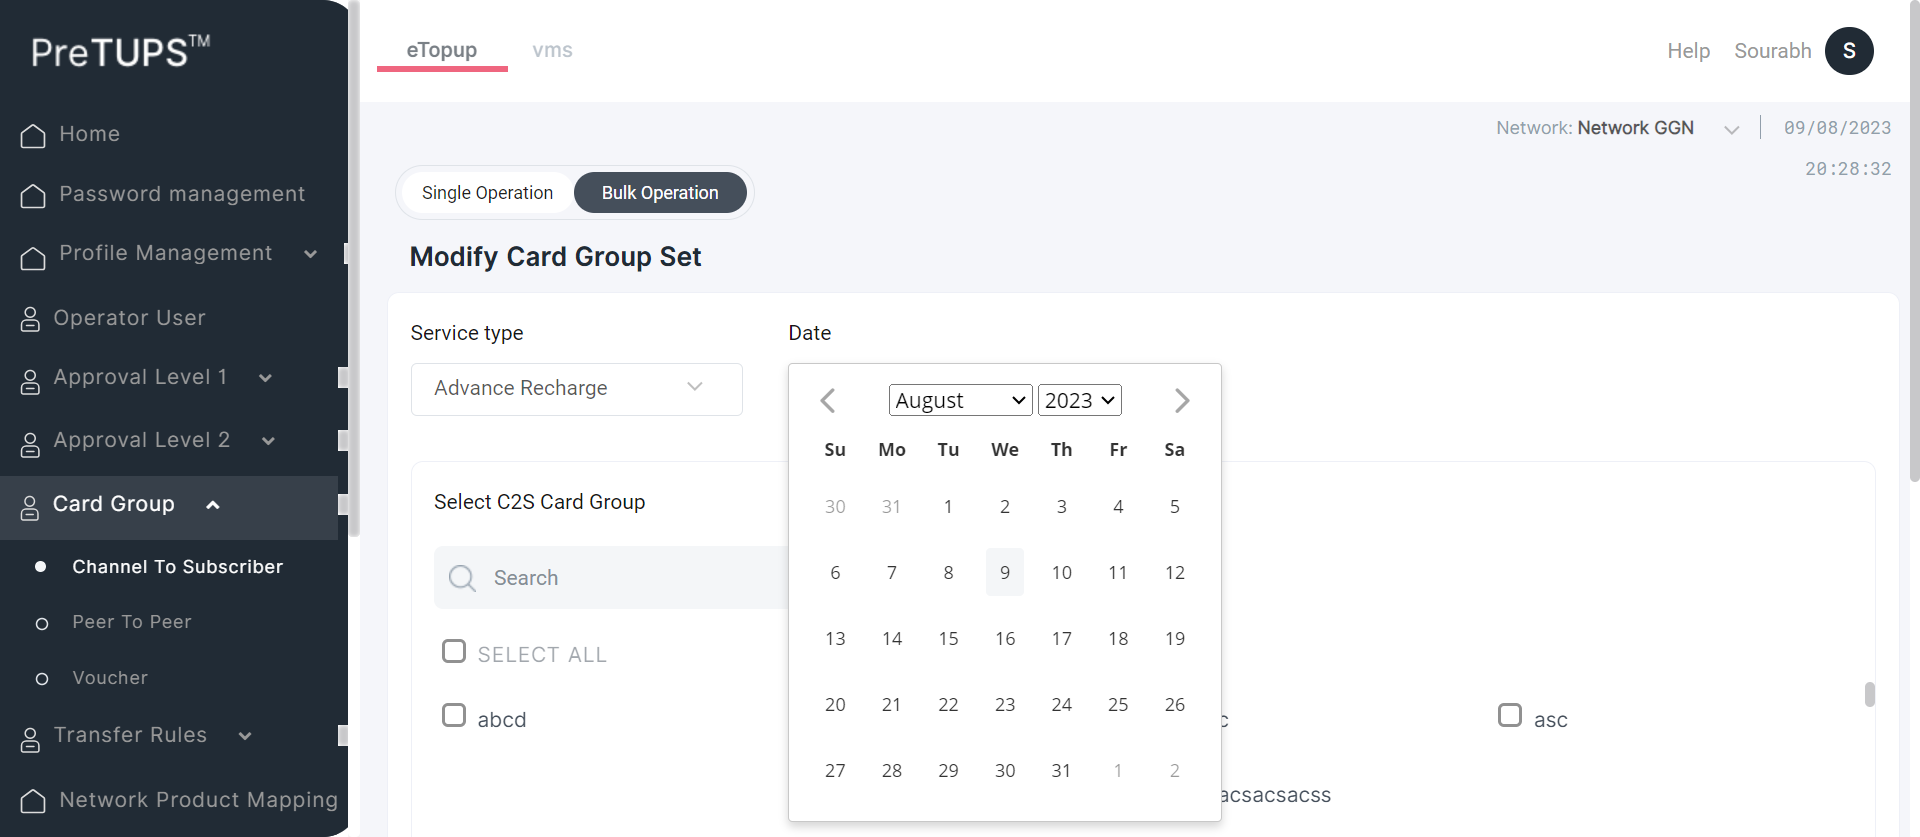 PreTUPS™
Home
Password management
Profile Management
Operator User
Approval Level 1
Approval Level 2
Card Group
Channel To Subscriber
Peer To Peer
Voucher
Transfer Rules
Network Product Mapping
eTopup vms
Help Sourabh S
Network: Network GGN 09/08/2023
20:28:32
Single Operation Bulk Operation
Modify Card Group Set
Service type Date
Advance Recharge
August 2023
Su Mo Tu We Th Fr Sa
30 31 1 2 3 4 5
6 7 8 9 10 11 12
13 14 15 16 17 18 19
20 21 22 23 24 25 26
27 28 29 30 31 1 2
Select C2S Card Group
Search
SELECT ALL
abcd c asc
acsacsacss